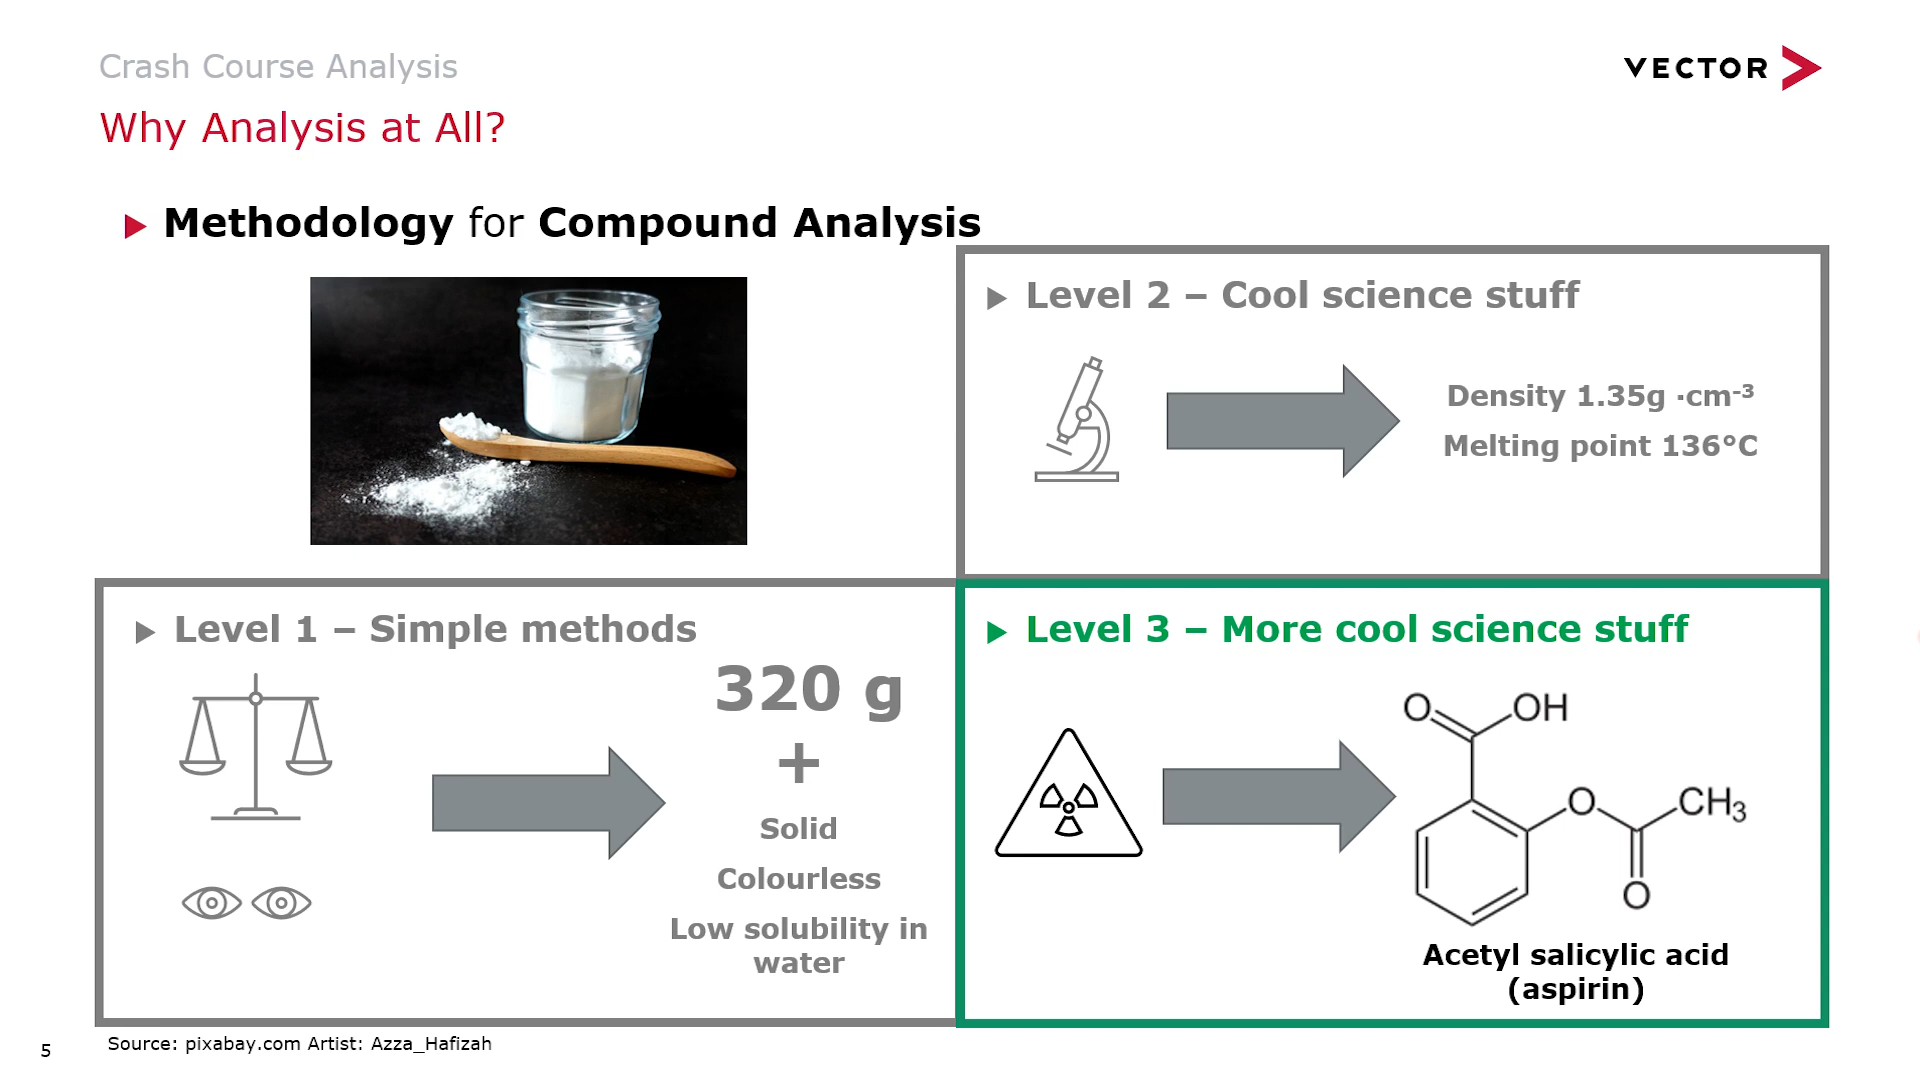 Crash Course Analysis
VECTOR
Why Analysis at All?
Methodology for Compound Analysis
Level 2 – Cool science stuff
Density 1.35g ·cm-3
Melting point 136°C
Level 1 – Simple methods
320 g
+
Solid
Colourless
Low solubility in
water
Level 3 – More cool science stuff
O
OH
O
CH3
O
Acetyl salicylic acid
(aspirin)
Source: pixabay.com Artist: Azza_Hafizah
5